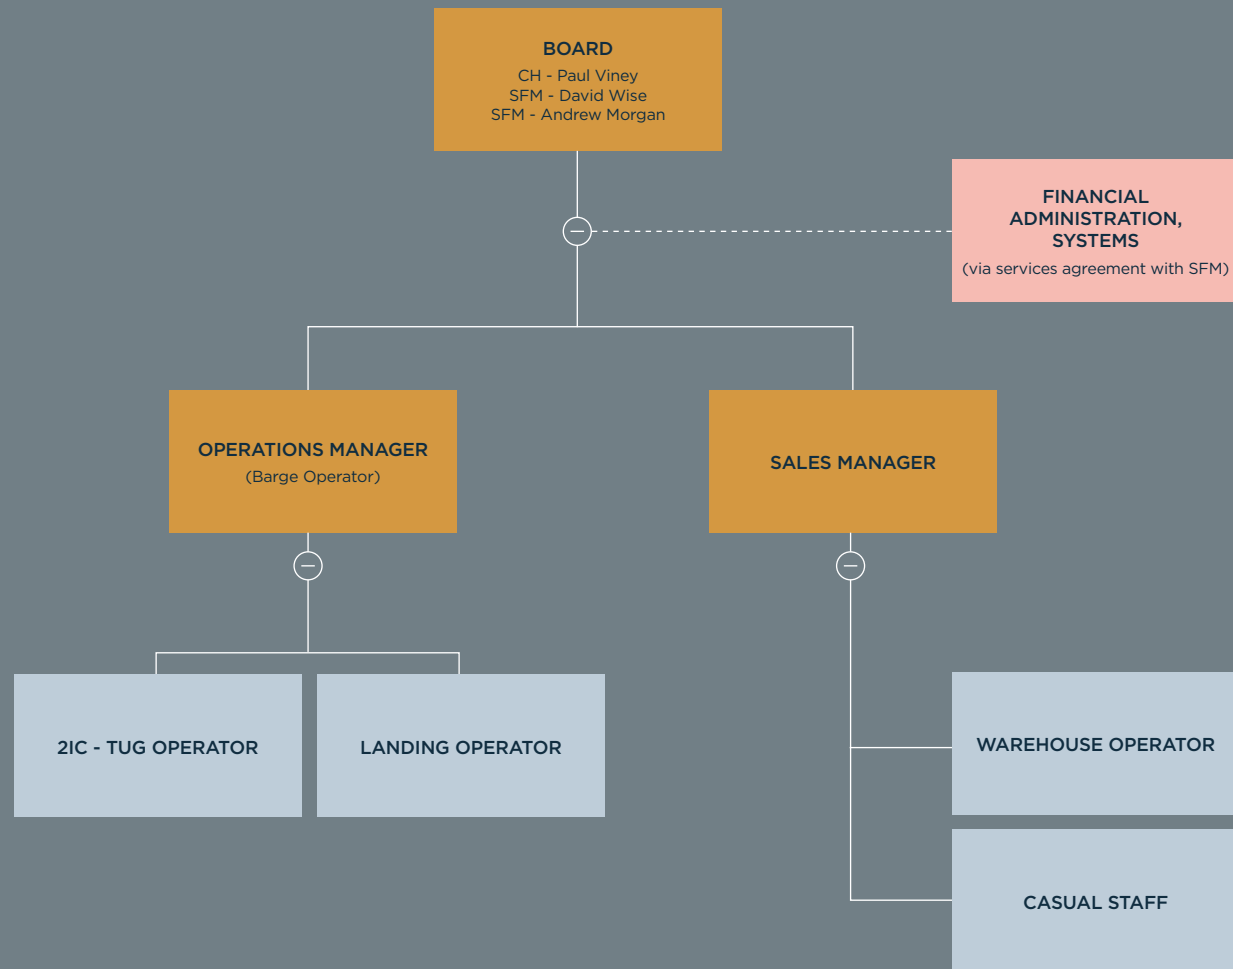 BOARD
CH - Paul Viney
SFM - David Wise
SFM - Andrew Morgan
FINANCIAL
ADMINISTRATION,
SYSTEMS
(via services agreement with SFM)
OPERATIONS MANAGER
(Barge Operator)
SALES MANAGER
2IC - TUG OPERATOR
LANDING OPERATOR
WAREHOUSE OPERATOR
CASUAL STAFF